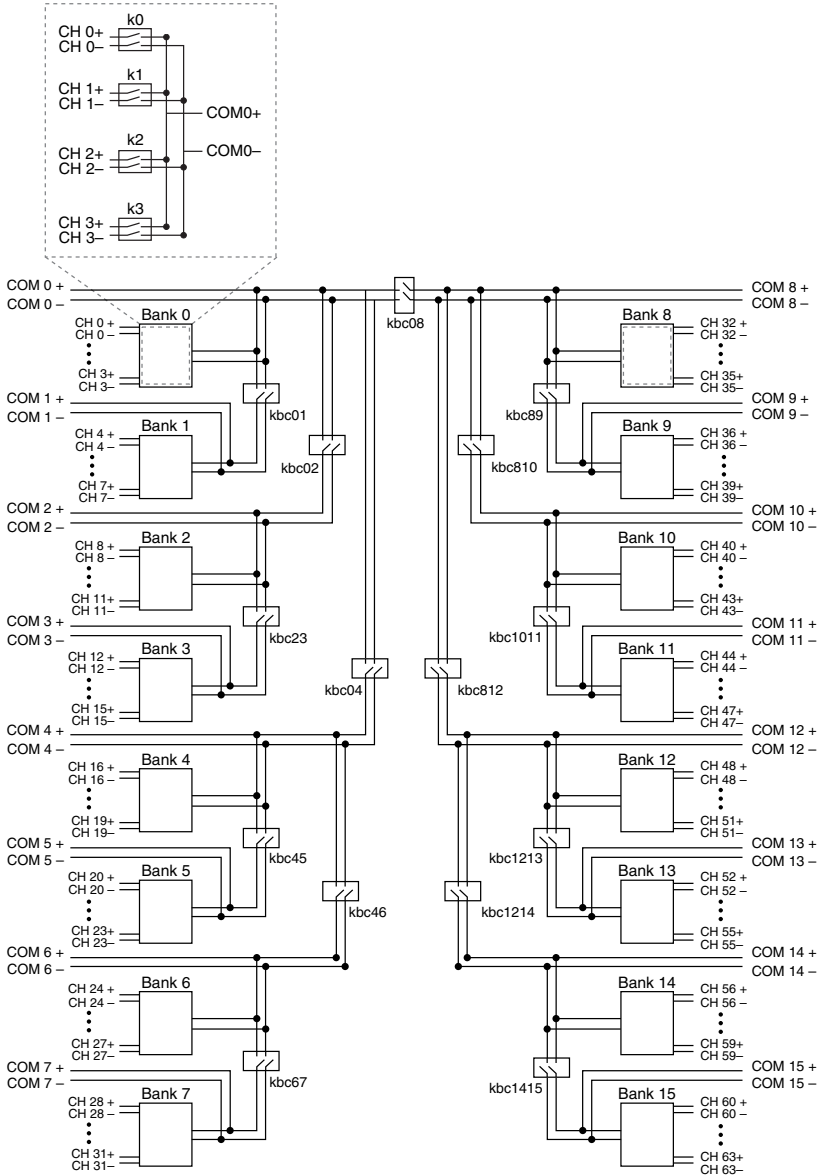 k0
CH 0+
CH 0–
k1
CH 1+
CH 1–
COM0+
k2
CH 2+
CH 2–
COM0–
k3
CH 3+
CH 3–
COM 0 +
COM 0 –
kbc08
COM 8 +
COM 8 –
Bank 0
CH 0 +
CH 0 –
CH 3+
CH 3–
kbc01
Bank 8
CH 32 +
CH 32 –
CH 35+
CH 35–
kbc89
COM 1 +
COM 1 –
COM 9 +
COM 9 –
Bank 1
CH 4 +
CH 4 –
CH 7+
CH 7–
kbc02
kbc810
Bank 9
CH 36 +
CH 36 –
CH 39+
CH 39–
COM 2 +
COM 2 –
COM 10 +
COM 10 –
Bank 2
CH 8 +
CH 8 –
CH 11+
CH 11–
kbc23
Bank 10
CH 40 +
CH 40 –
CH 43+
CH 43–
kbc1011
COM 3 +
COM 3 –
COM 11 +
COM 11 –
Bank 3
CH 12 +
CH 12 –
CH 15+
CH 15–
kbc04
kbc812
Bank 11
CH 44 +
CH 44 –
CH 47+
CH 47–
COM 4 +
COM 4 –
COM 12 +
COM 12 –
Bank 4
CH 16 +
CH 16 –
CH 19+
CH 19–
kbc45
Bank 12
CH 48 +
CH 48 –
CH 51+
CH 51–
kbc1213
COM 5 +
COM 5 –
COM 13 +
COM 13 –
Bank 5
CH 20 +
CH 20 –
CH 23+
CH 23–
kbc46
kbc1214
Bank 13
CH 52 +
CH 52 –
CH 55+
CH 55–
COM 6 +
COM 6 –
COM 14 +
COM 14 –
Bank 6
CH 24 +
CH 24 –
CH 27+
CH 27–
kbc67
Bank 14
CH 56 +
CH 56 –
CH 59+
CH 59–
kbc1415
COM 7 +
COM 7 –
COM 15 +
COM 15 –
Bank 7
CH 28 +
CH 28 –
CH 31+
CH 31–
Bank 15
CH 60 +
CH 60 –
CH 63+
CH 63–